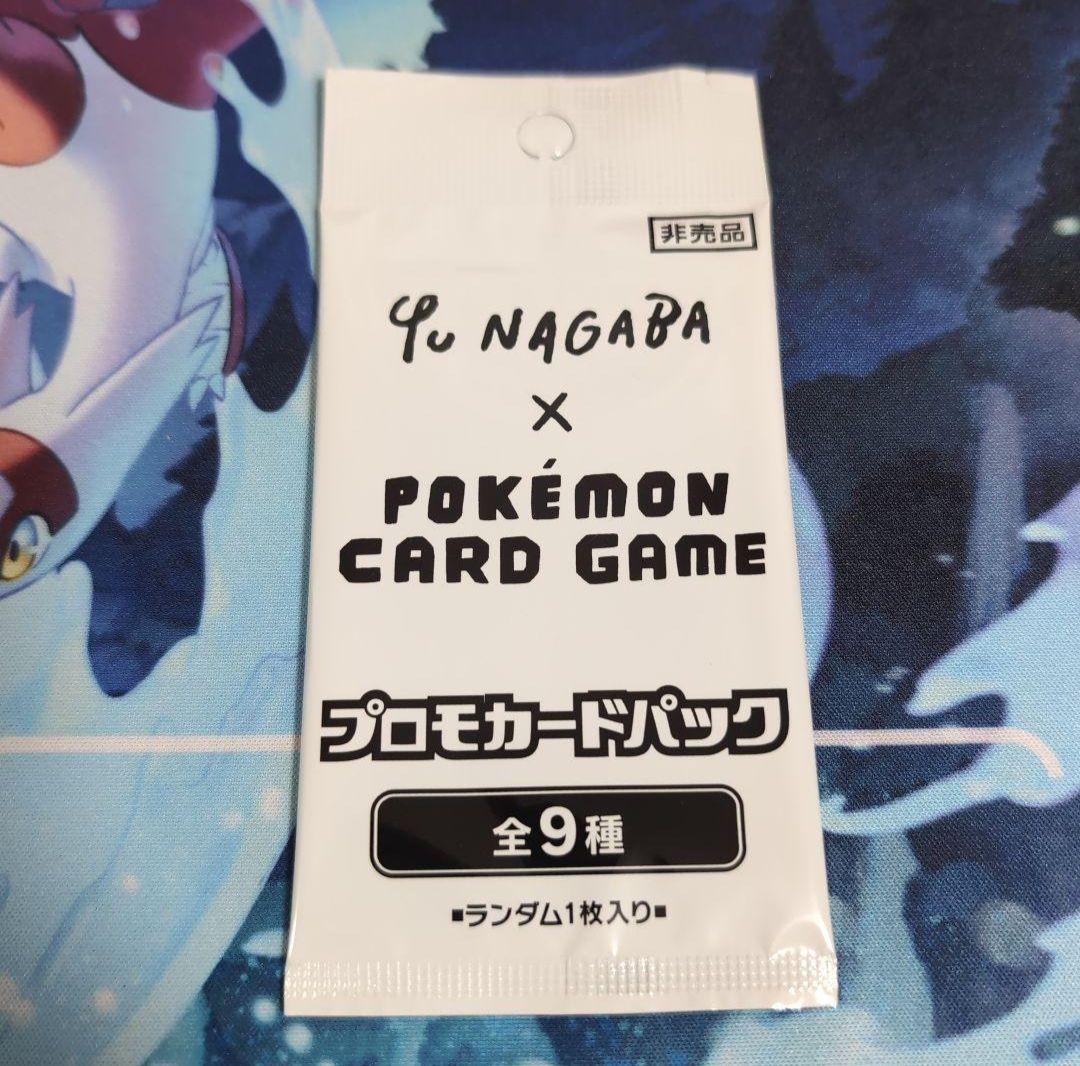 非売品
Yu NAGABA
×
POKÉMON
CARD GAME
プロモカードパック
全9種
■ランダム1枚入り■